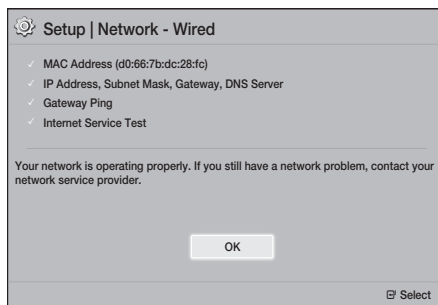 Setup | Network - Wired
MAC Address (d0:66:7b:dc:28:fc)
IP Address, Subnet Mask, Gateway, DNS Server
Gateway Ping
Internet Service Test
Your network is operating properly. If you still have a network problem, contact your
network service provider.
OK
Select